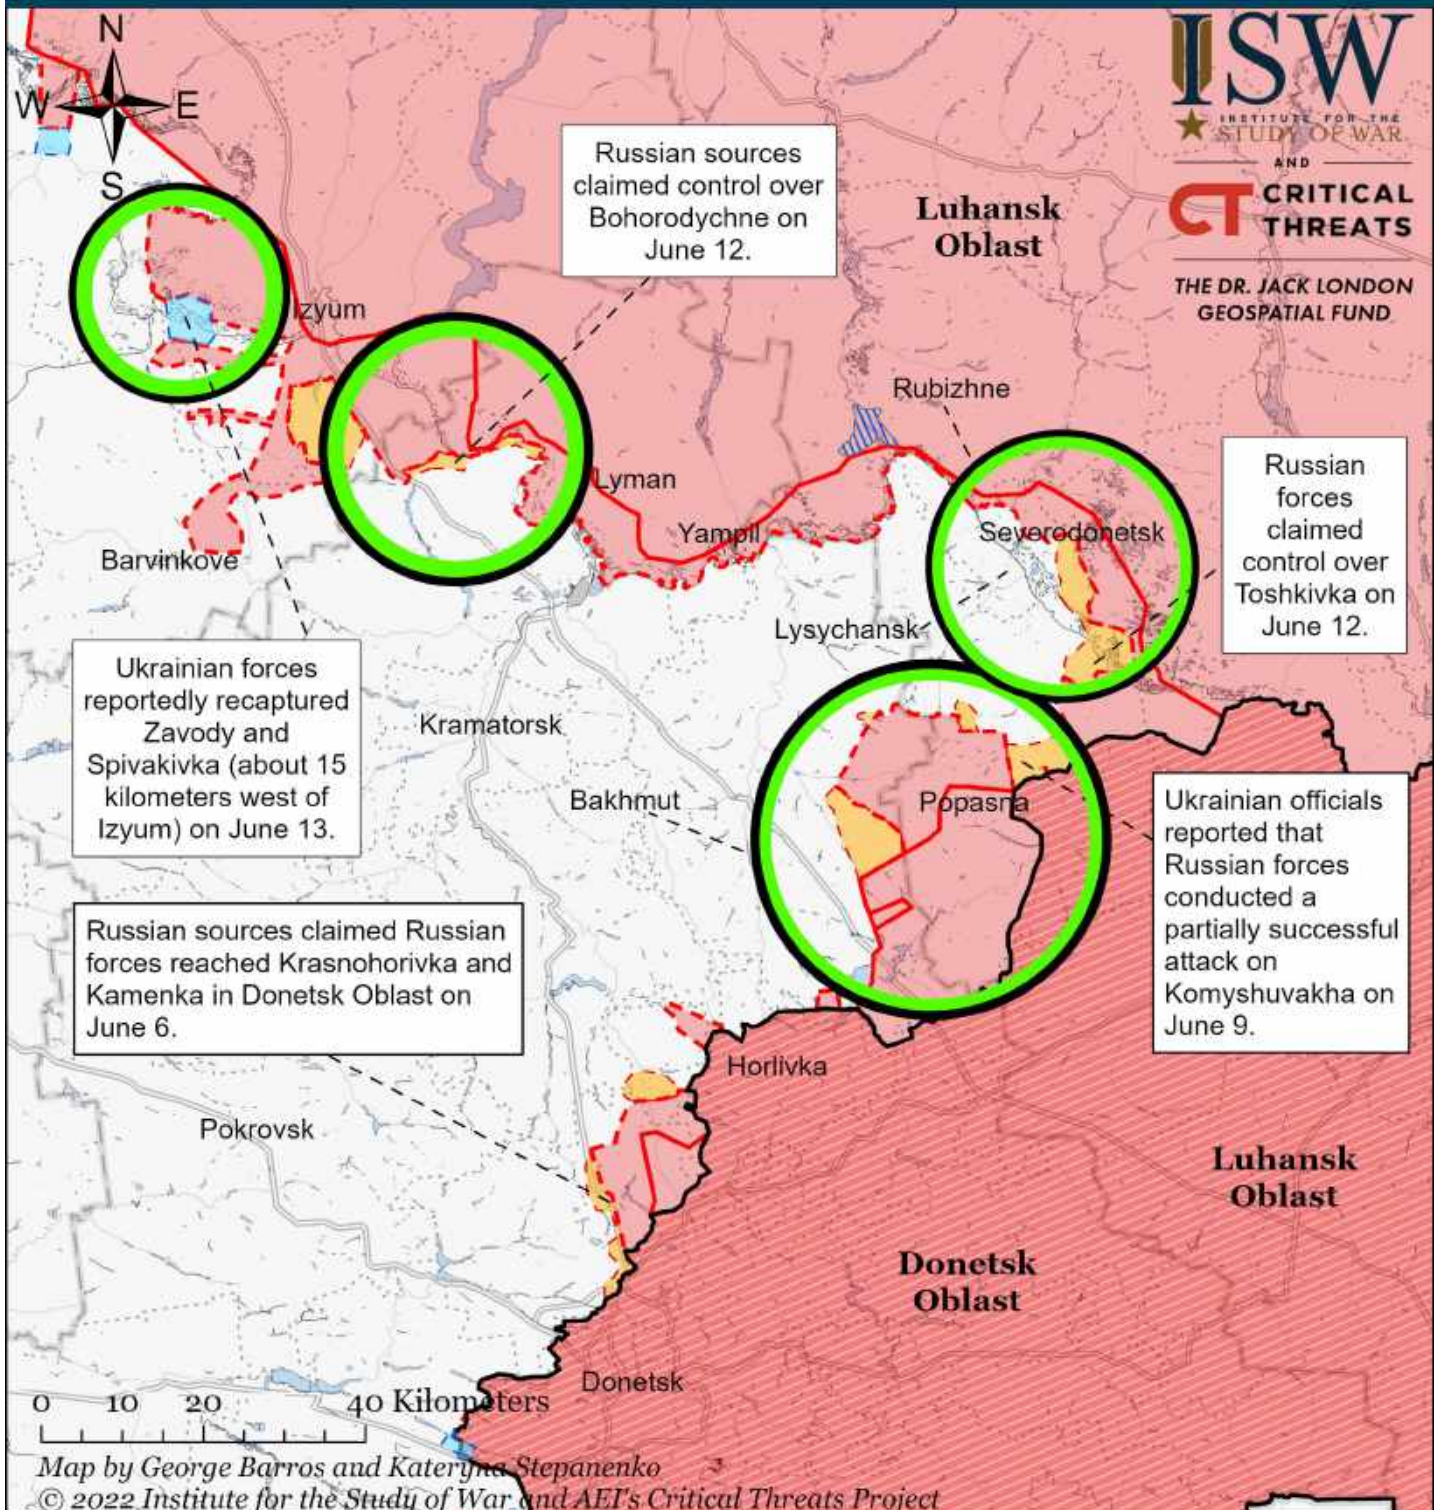 N
W
E
S
ISW
INSTITUTE FOR THE
STUDY OF WAR
AND
CT CRITICAL
THREATS
THE DR. JACK LONDON
GEOSPATIAL FUND
Russian sources
claimed control over
Bohorodychne on
June 12.
Luhansk
Oblast
Izyum
Rubizhne
Russian
forces
claimed
control over
Toshkivka on
June 12.
Lyman
Yampil
Severodonetsk
Barvinkove
Lysychansk
Ukrainian forces
reportedly recaptured
Zavody and
Spivakivka (about 15
kilometers west of
Izyum) on June 13.
Kramatorsk
Bakhmut
Popasna
Ukrainian officials
reported that
Russian forces
conducted a
partially successful
attack on
Komyshuvakha on
June 9.
Russian sources claimed Russian
forces reached Krasnohorivka and
Kamenka in Donetsk Oblast on
June 6.
Horlivka
Pokrovsk
Luhansk
Oblast
Donetsk
Oblast
Donetsk
0 10 20 40 Kilometers
Map by George Barros and Kateryna Stepanenko
© 2022 Institute for the Study of War and AEI's Critical Threats Project